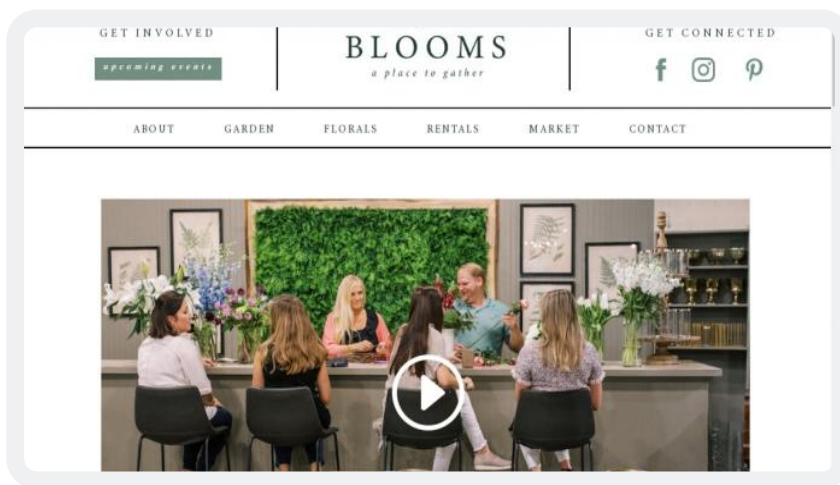 GET INVOLVED
upcoming events
BLOOMS
a place to gather
GET CONNECTED
ABOUT GARDEN FLORALS RENTALS MARKET CONTACT